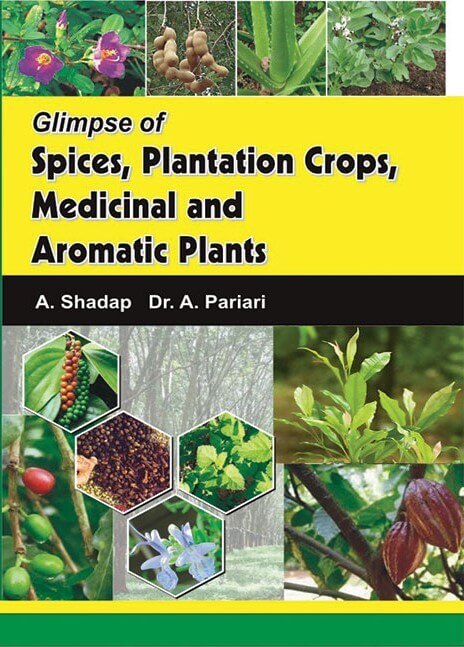 Glimpse of
Spices, Plantation Crops,
Medicinal and
Aromatic Plants
A. Shadap Dr. A. Pariari